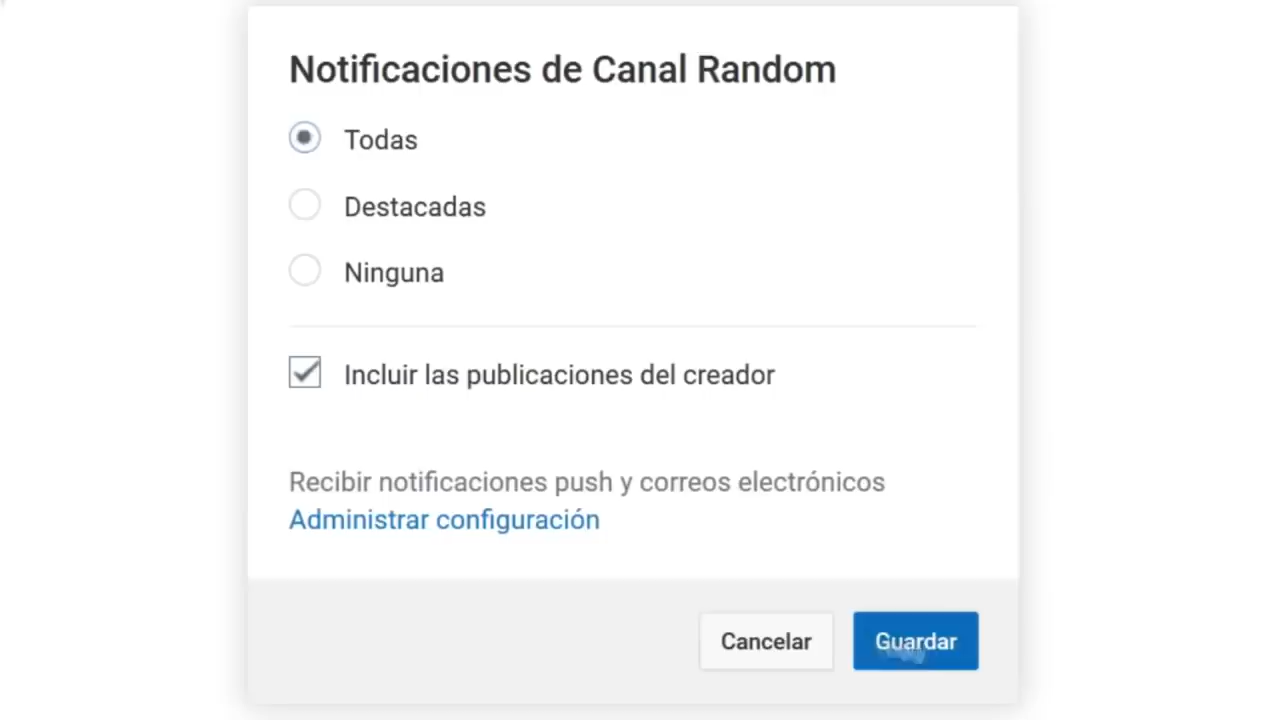 Notificaciones de Canal Random
Todas
Destacadas
Ninguna
Incluir las publicaciones del creador
Recibir notificaciones push y correos electrónicos
Administrar configuración
Cancelar
Guardar